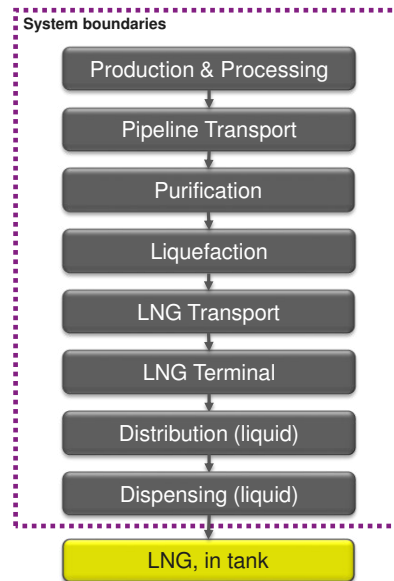 System boundaries
Production & Processing
Pipeline Transport
Purification
Liquefaction
LNG Transport
LNG Terminal
Distribution (liquid)
Dispensing (liquid)
LNG, in tank